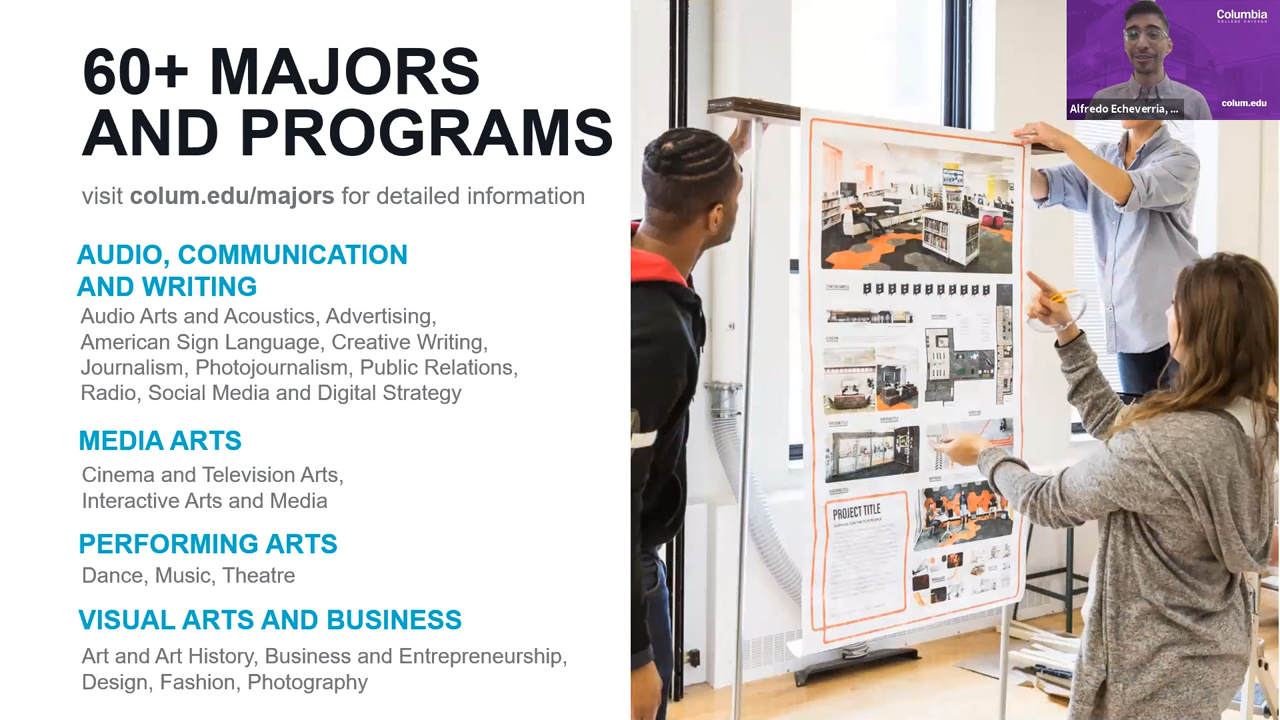 60+ MAJORS
AND PROGRAMS
visit colum.edu/majors for detailed information
AUDIO, COMMUNICATION
AND WRITING
Audio Arts and Acoustics, Advertising,
American Sign Language, Creative Writing,
Journalism, Photojournalism, Public Relations,
Radio, Social Media and Digital Strategy
MEDIA ARTS
Cinema and Television Arts,
Interactive Arts and Media
PERFORMING ARTS
Dance, Music, Theatre
VISUAL ARTS AND BUSINESS
Art and Art History, Business and Entrepreneurship,
Design, Fashion, Photography
Columbia
COLLEGE CHICAGO
colum.edu
Alfredo Echeverria, ...
PROJECT TITLE